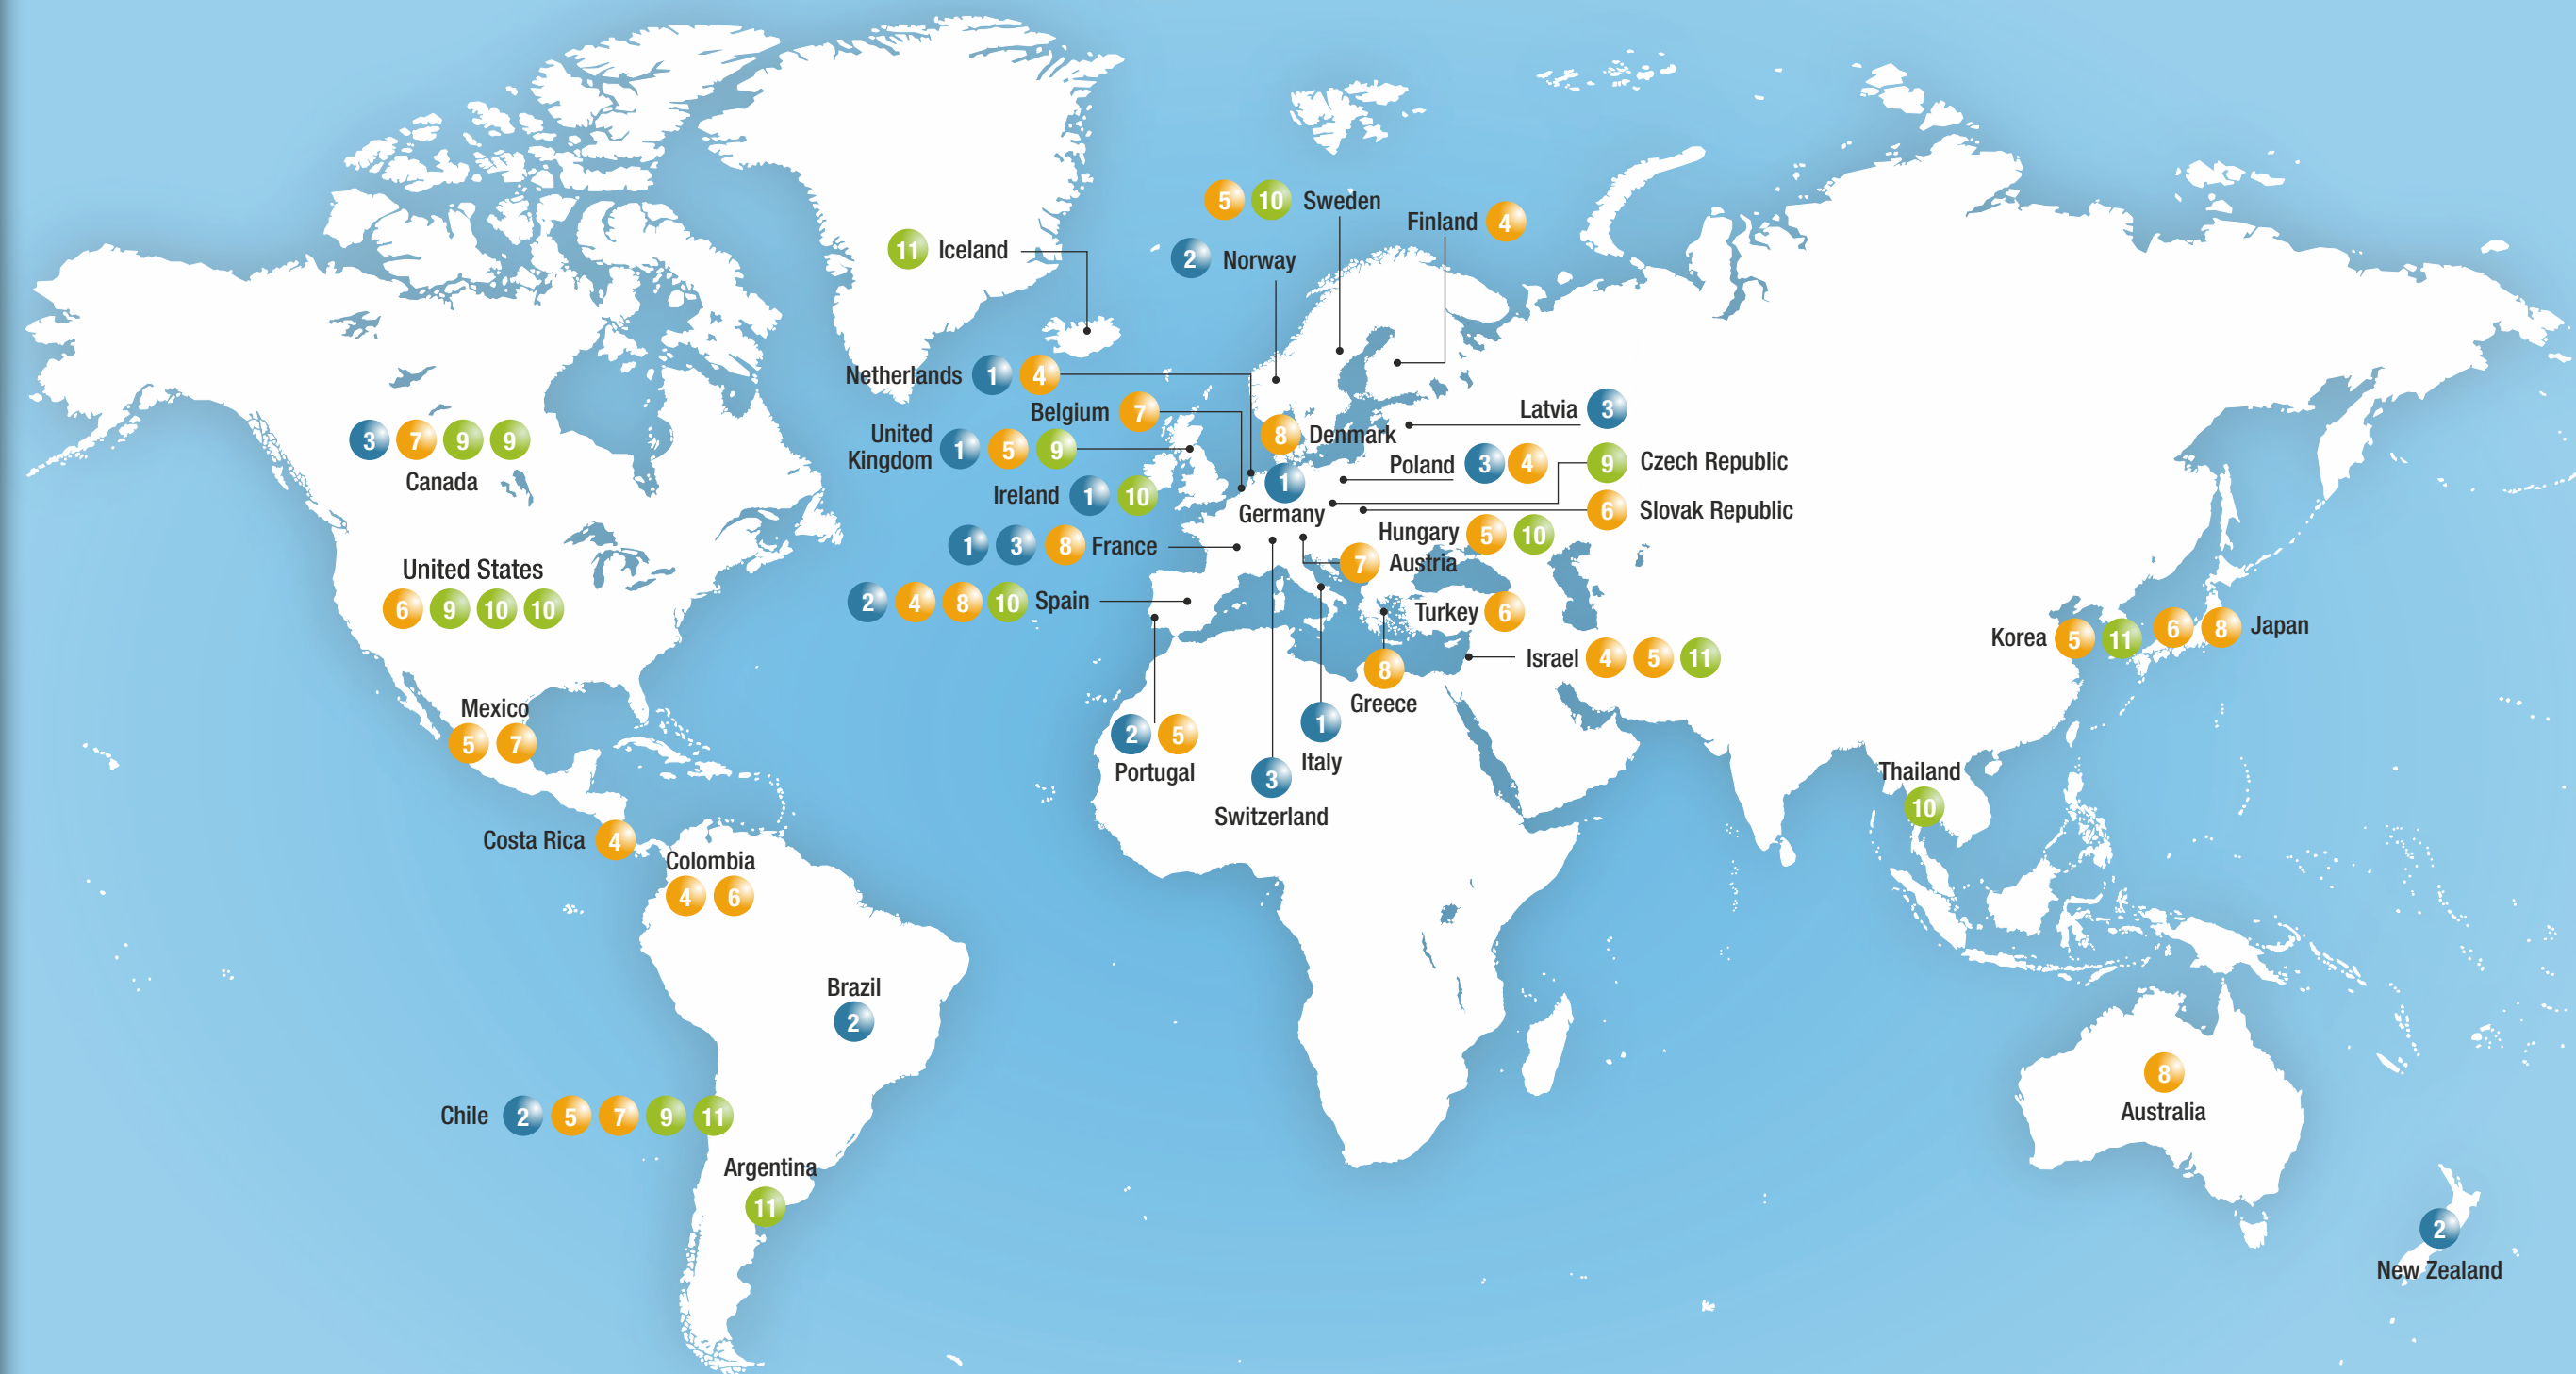 5 10 Sweden
Finland 4
11 Iceland
2 Norway
Netherlands 1 4
Belgium 7
Latvia 3
3 7 9 9
Canada
United
Kingdom 1 5 9
8 Denmark
Poland 3 4
9 Czech Republic
Ireland 1 10
1
Germany
6 Slovak Republic
Hungary 5 10
1 3 8 France
7 Austria
United States
6 9 10 10
2 4 8 10 Spain
Turkey 6
Korea 5 11
6 8 Japan
Israel 4 5 11
8
Greece
Mexico
5 7
2 5
Portugal
1
Italy
3
Switzerland
Thailand
10
Costa Rica 4
Colombia
4 6
Brazil
2
8
Australia
Chile 2 5 7 9 11
Argentina
11
2
New Zealand